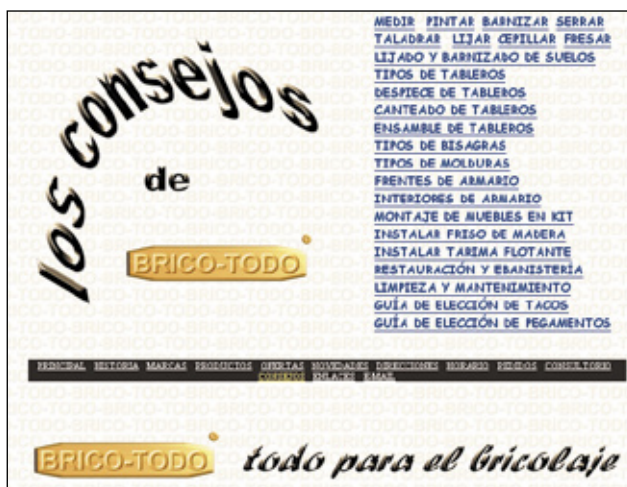 los consejos
de
BRICO-TODO
MEDIR PINTAR BARNIZAR SERRAR
TALADRAR LIJAR CEPILLAR FRESAR
LIJADO Y BARNIZADO DE SUELOS
TIPOS DE TABLEROS
DESPIECE DE TABLEROS
CANTEADO DE TABLEROS
ENSAMBLE DE TABLEROS
TIPOS DE BISAGRAS
TIPOS DE MOLDURAS
FRENTES DE ARMARIO
INTERIORES DE ARMARIO
MONTAJE DE MUEBLES EN KIT
INSTALAR FRISO DE MADERA
INSTALAR TARIMA FLOTANTE
RESTAURACIÓN Y EBANISTERÍA
LIMPIEZA Y MANTENIMIENTO
GUÍA DE ELECCIÓN DE TACOS
GUÍA DE ELECCIÓN DE PEGAMENTOS
PRINCIPAL HISTORIA MARCAS PRODUCTOS OFERTAS NOVEDADES DIRECCIONES HORARIO PEDIDOS CONSULTORIO
CONSEJOS ENLACES E-MAIL
BRICO-TODO todo para el bricolaje